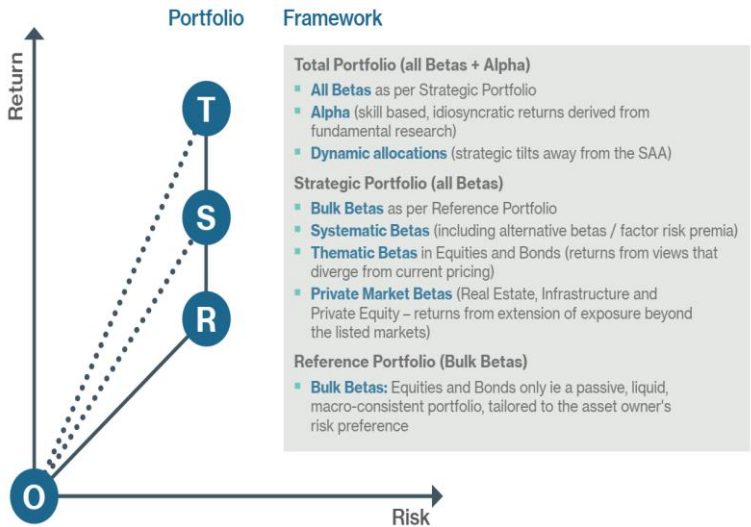 Portfolio Framework
Return
T
S
R
O
Risk
Total Portfolio (all Betas + Alpha)
All Betas as per Strategic Portfolio
Alpha (skill based, idiosyncratic returns derived from
fundamental research)
Dynamic allocations (strategic tilts away from the SAA)
Strategic Portfolio (all Betas)
Bulk Betas as per Reference Portfolio
Systematic Betas (including alternative betas / factor risk premia)
Thematic Betas in Equities and Bonds (returns from views that
diverge from current pricing)
Private Market Betas (Real Estate, Infrastructure and
Private Equity – returns from extension of exposure beyond
the listed markets)
Reference Portfolio (Bulk Betas)
Bulk Betas: Equities and Bonds only ie a passive, liquid,
macro-consistent portfolio, tailored to the asset owner's
risk preference